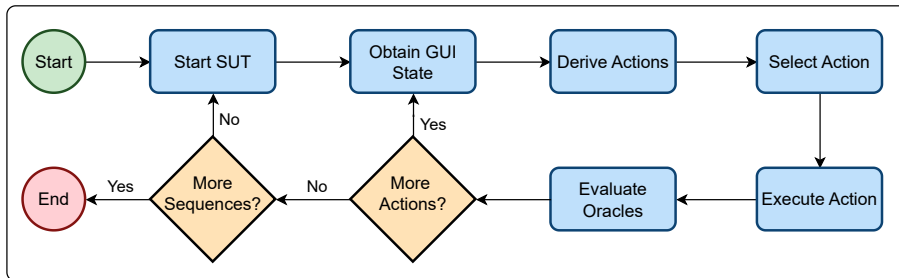 Start
Start SUT
Obtain GUI
State
Derive Actions
Select Action
No
Yes
End
Yes
More
Sequences?
No
More
Actions?
Evaluate
Oracles
Execute Action